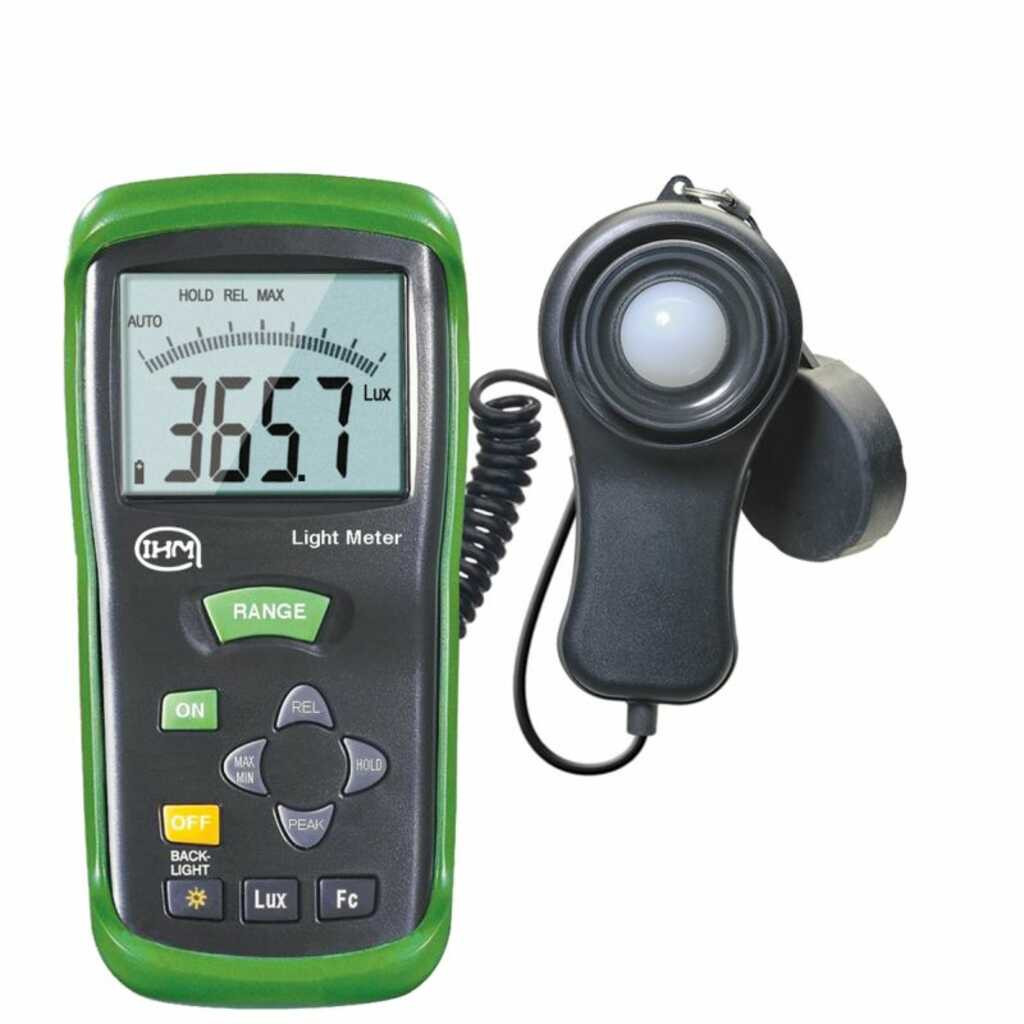 HOLD REL MAX
AUTO
365.7 Lux
IHM
Light Meter
RANGE
ON
REL
MAX
MIN
HOLD
PEAK
OFF
BACK-
LIGHT
Lux
Fc